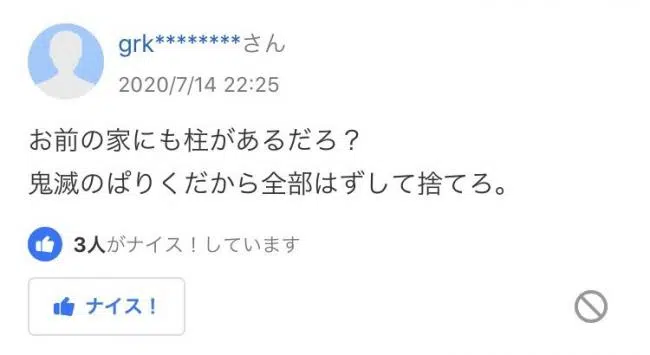 grk********さん
2020/7/14 22:25
お前の家にも柱があるだろ？
鬼滅のぱりくだから全部はずして捨てろ。
3人がナイス！しています
ナイス！